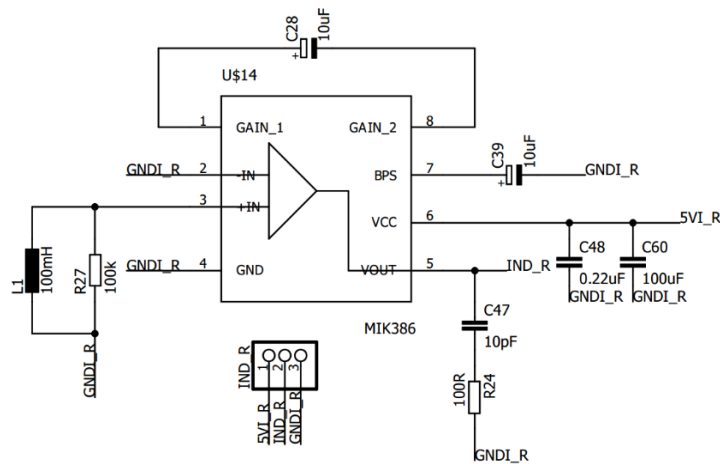 C28
10uF
U$14
1
GAIN_1
GAIN_2
8
GNDI_R
2
-IN
BPS
7
C39
10uF
GNDI_R
3
+IN
VCC
6
5VI_R
L1
100mH
R27
100k
GNDI_R
4
GND
VOUT
5
IND_R
C48
0.22uF
GNDI_R
C60
100uF
GNDI_R
MIK386
C47
10pF
GNDI_R
IND_R
1
2
3
5VI_R
IND_R
GNDI_R
100R
R24
GNDI_R